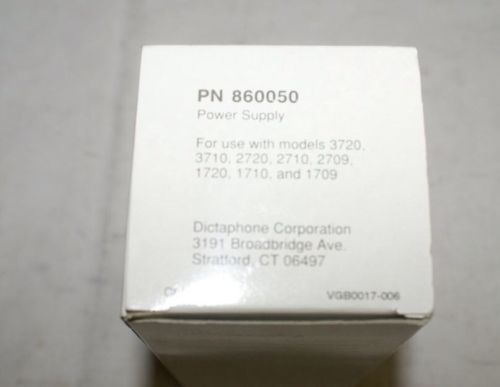 PN 860050
Power Supply
For use with models 3720,
3710, 2720, 2710, 2709,
1720, 1710, and 1709
Dictaphone Corporation
3191 Broadbridge Ave.
Stratford, CT 06497
VGB0017-006